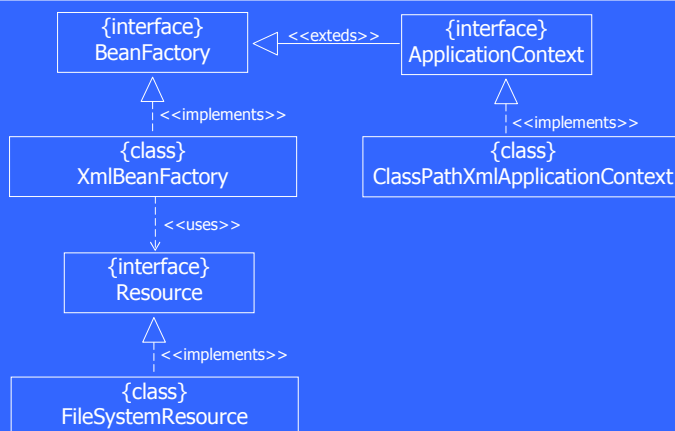 {interface}
BeanFactory
<<exteds>>
{interface}
ApplicationContext
<<implements>>
<<implements>>
{class}
XmlBeanFactory
{class}
ClassPathXmlApplicationContext
<<uses>>
{interface}
Resource
<<implements>>
{class}
FileSystemResource